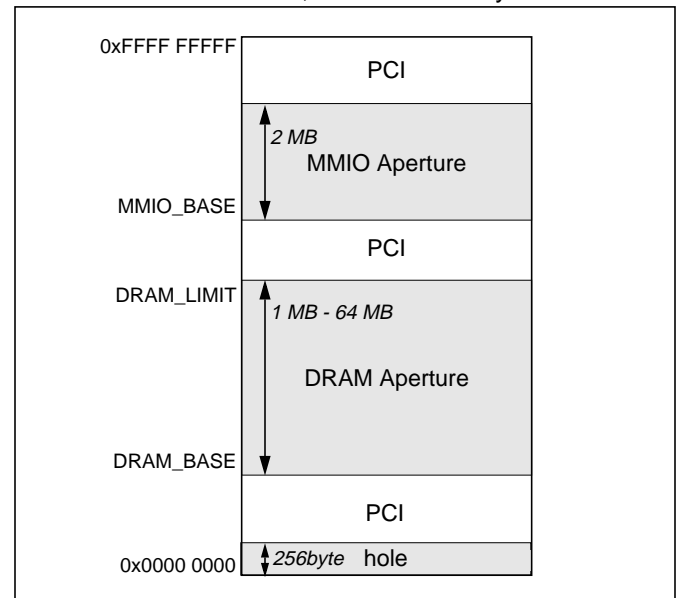 0xFFFF FFFFF
PCI
2 MB
MMIO Aperture
MMIO_BASE
PCI
DRAM_LIMIT
1 MB - 64 MB
DRAM Aperture
DRAM_BASE
PCI
256byte hole
0x0000 0000